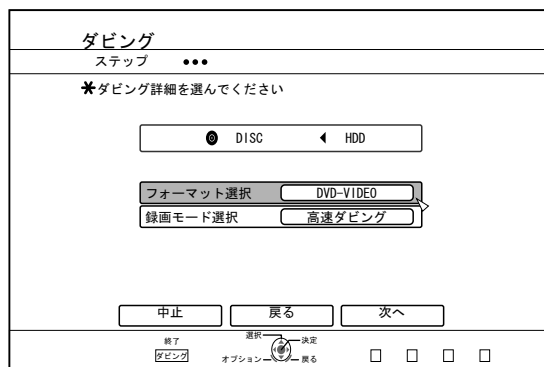 ダビング
ステップ ●●●
*ダビング詳細を選んでください
DISC ◀ HDD
フォーマット選択 DVD-VIDEO
録画モード選択 高速ダビング
中止 戻る 次へ
終了 選択 決定
ダビング オプション 戻る